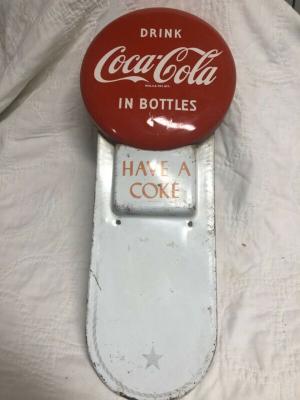 DRINK
Coca-Cola
IN BOTTLES
HAVE A
COKE